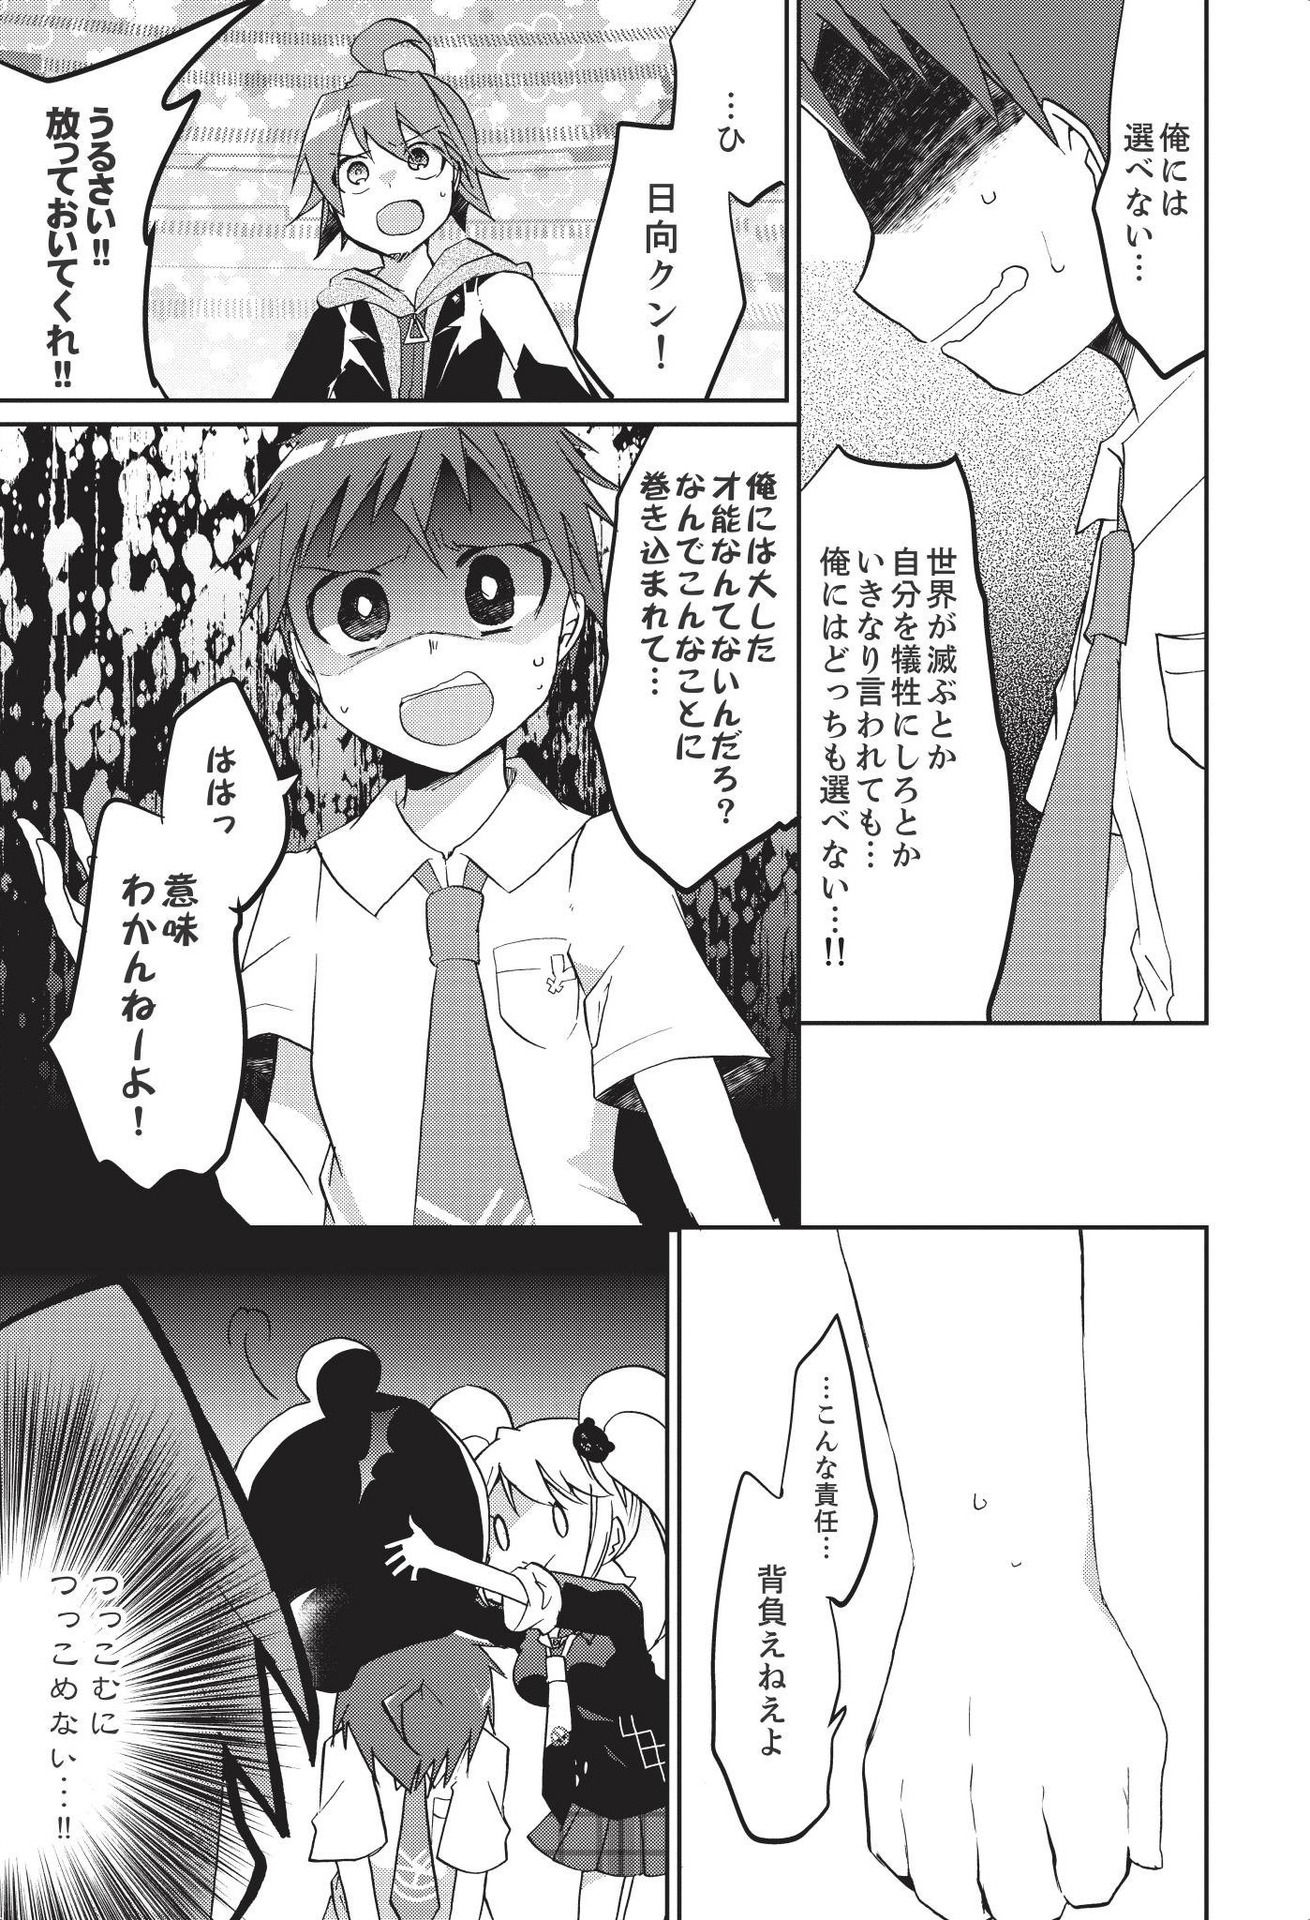 俺には
選べない…
世界が滅ぶとか
自分を犠牲にしろとか
いきなり言われても…
俺にはどっちも選べない…!!
…ひ
日向クン！
うるさい!!
放っておいてくれ!!
俺には大した
才能なんてないんだろ？
なんでこんなことに
巻き込まれて…
ははっ
意味
わかんねーよ！
…こんな責任…
背負えねえよ
つっこむに
つっこめない…!!